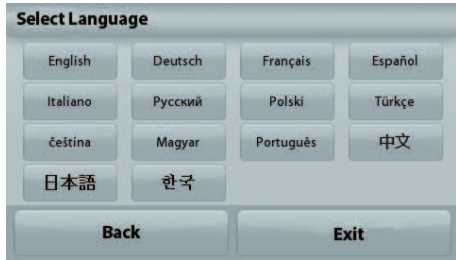 Select Language
English Deutsch Français Español
Italiano Русский Polski Türkçe
čeština Magyar Português 中文
日本語 한국
Back Exit